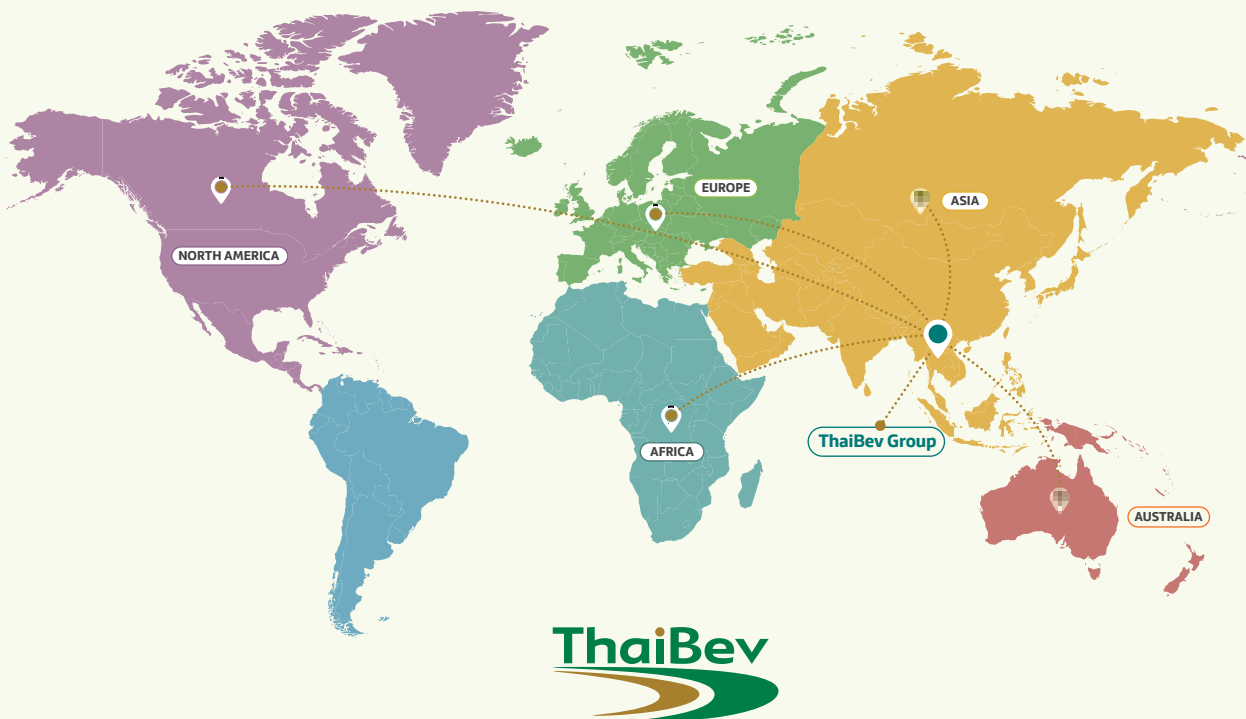 EUROPE
ASIA
NORTH AMERICA
ThaiBev Group
AFRICA
AUSTRALIA
ThaiBev